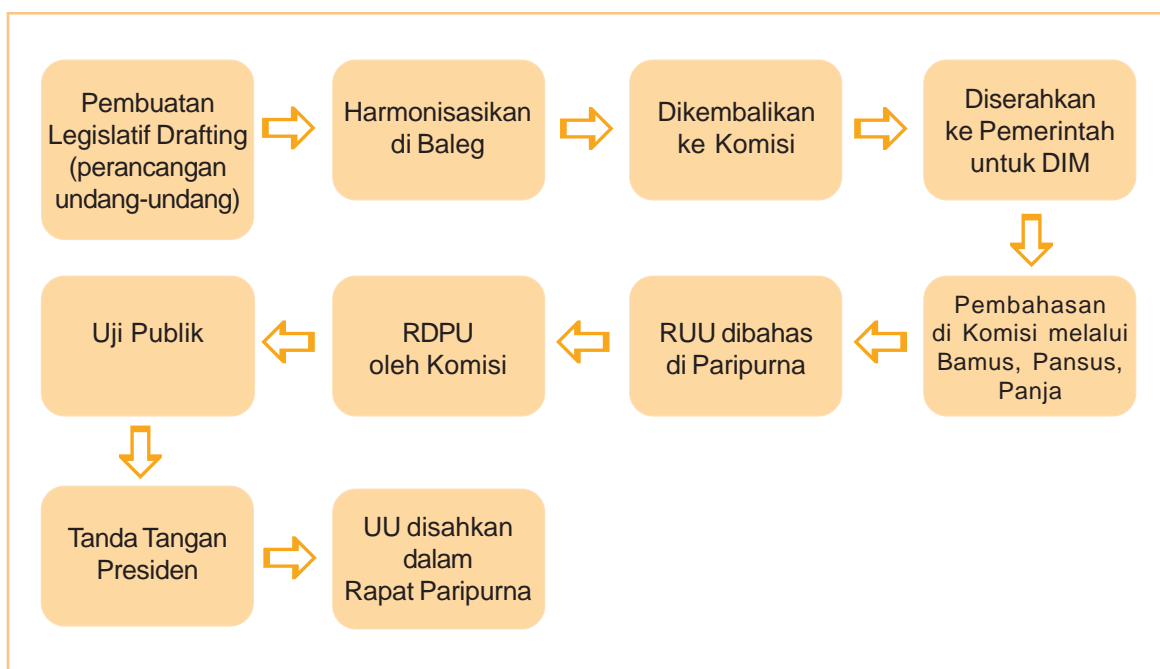 Pembuatan
Legislatif Drafting
(perancangan
undang-undang)
Harmonisasikan
di Baleg
Dikembalikan
ke Komisi
Diserahkan
ke Pemerintah
untuk DIM
Pembahasan
di Komisi melalui
Bamus, Pansus,
Panja
RUU dibahas
di Paripurna
RDPU
oleh Komisi
Uji Publik
Tanda Tangan
Presiden
UU disahkan
dalam
Rapat Paripurna